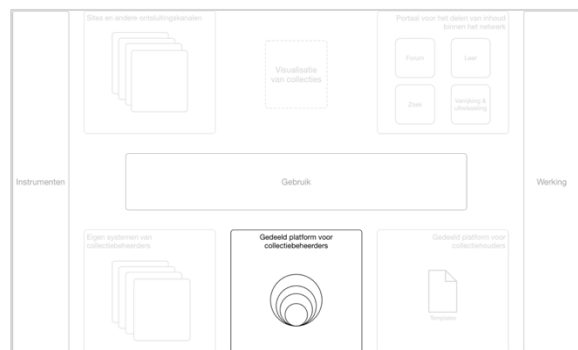 Sites en andere ontsluitingskanalen
Portaal voor het delen van inhoud
binnen het netwerk
Visualisatie
van collecties
Forum
Leer
Zoek
Verrijking &
uitwisseling
Instrumenten
Gebruik
Werking
Eigen systemen van
collectiebeheerders
Gedeeld platform voor
collectiebeheerders
Gedeeld platform voor
collectiehouders
Templates